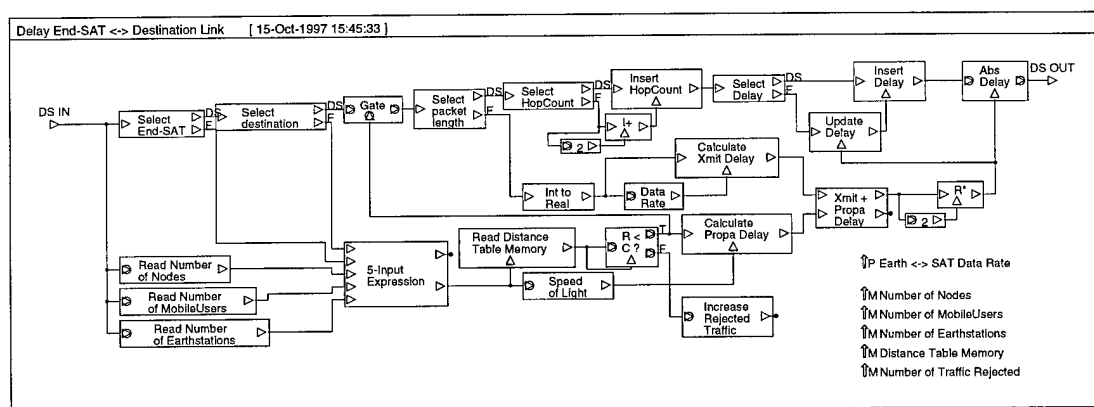 Delay End-SAT <-> Destination Link [ 15-Oct-1997 15:45:33 ]
DS IN
Select
End-SAT
DS
F
Select
destination
DS
F
Gate
Select
packet
length
DS
F
Select
HopCount
DS
F
Insert
HopCount
I+
2
Select
Delay
DS
F
Insert
Delay
Update
Delay
Abs
Delay
DS OUT
Int to
Real
Data
Rate
Calculate
Xmit Delay
Xmit +
Propa
Delay
R*
2
Read Number
of Nodes
Read Number
of MobileUsers
Read Number
of Earthstations
5-Input
Expression
Read Distance
Table Memory
Speed
of Light
R <
C ?
T
F
Calculate
Propa Delay
Increase
Rejected
Traffic
⇧P Earth <-> SAT Data Rate
⇧M Number of Nodes
⇧M Number of MobileUsers
⇧M Number of Earthstations
⇧M Distance Table Memory
⇧M Number of Traffic Rejected